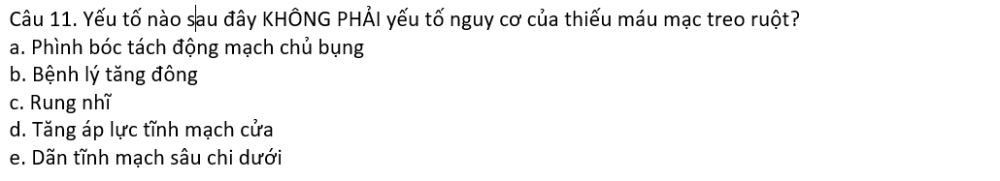 Câu 11. Yếu tố nào sau đây KHÔNG PHẢI yếu tố nguy cơ của thiếu máu mạc treo ruột?
a. Phình bóc tách động mạch chủ bụng
b. Bệnh lý tăng đông
c. Rung nhĩ
d. Tăng áp lực tĩnh mạch cửa
e. Dãn tĩnh mạch sâu chi dưới